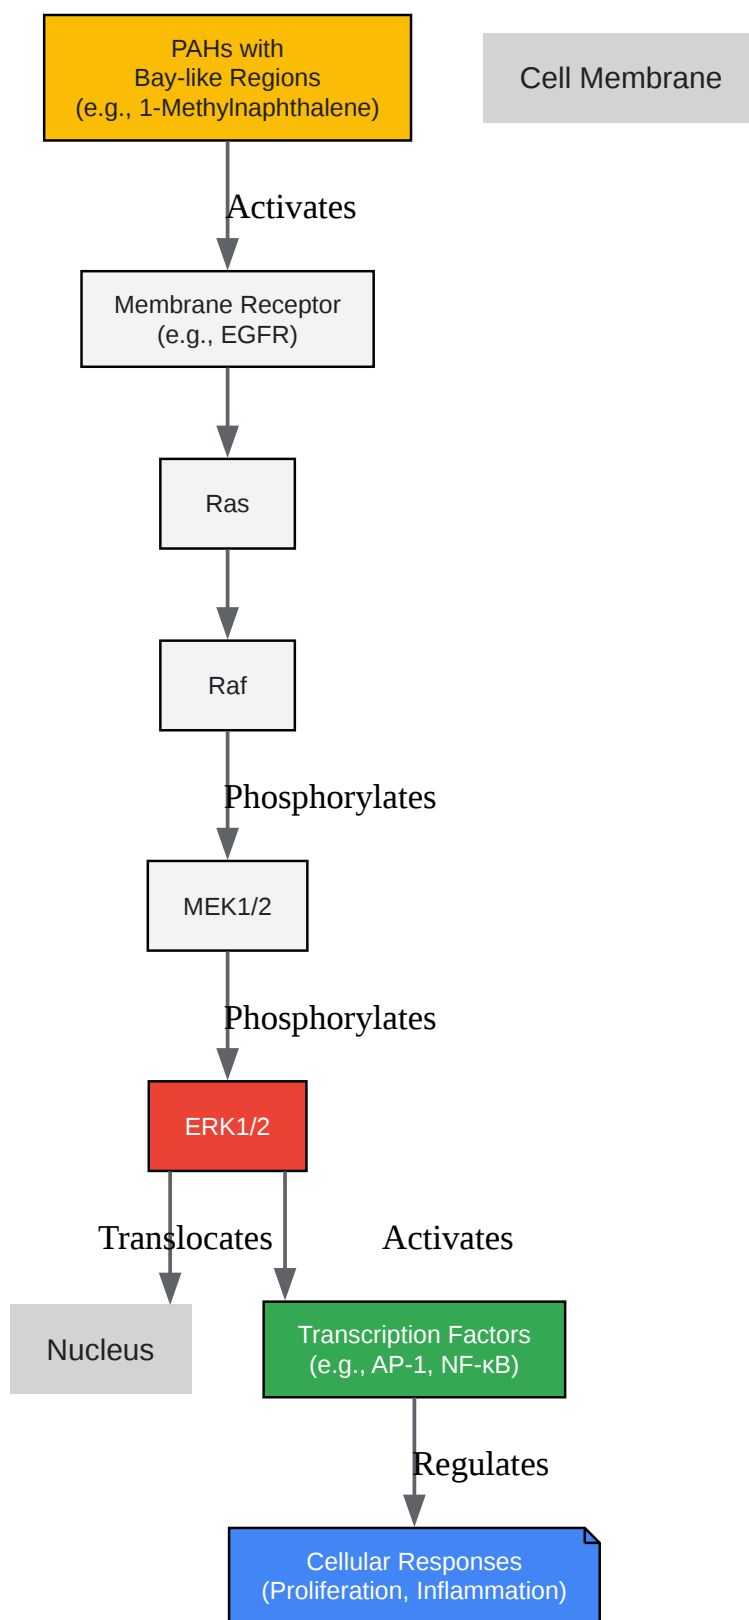 PAHs with
Bay-like Regions
(e.g., 1-Methylnaphthalene)
Cell Membrane
Activates
Membrane Receptor
(e.g., EGFR)
Ras
Raf
Phosphorylates
MEK1/2
Phosphorylates
ERK1/2
Translocates
Activates
Nucleus
Transcription Factors
(e.g., AP-1, NF-κB)
Regulates
Cellular Responses
(Proliferation, Inflammation)